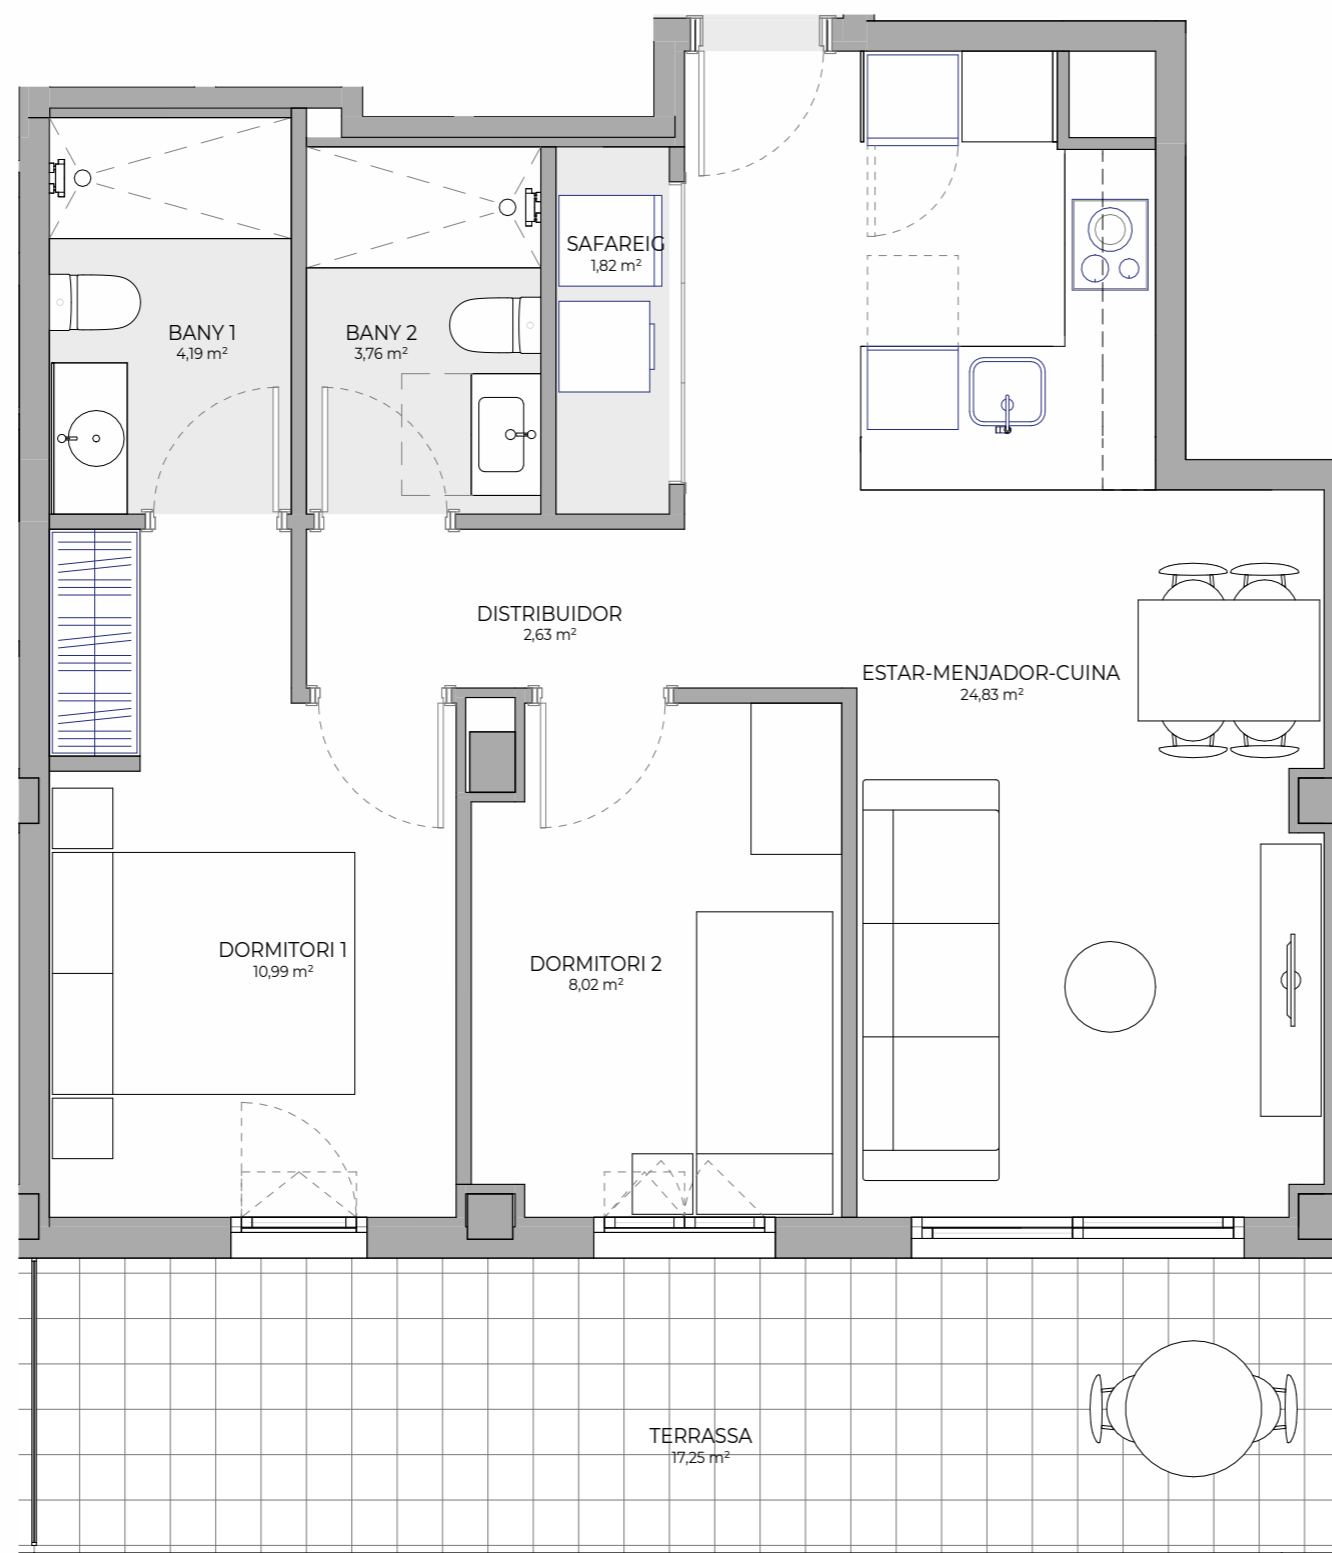 SAFAREIG
1,82 m²
BANY 1
4,19 m²
BANY 2
3,76 m²
DISTRIBUIDOR
2,63 m²
ESTAR-MENJADOR-CUINA
24,83 m²
DORMITORI 1
10,99 m²
DORMITORI 2
8,02 m²
TERRASSA
17,25 m²